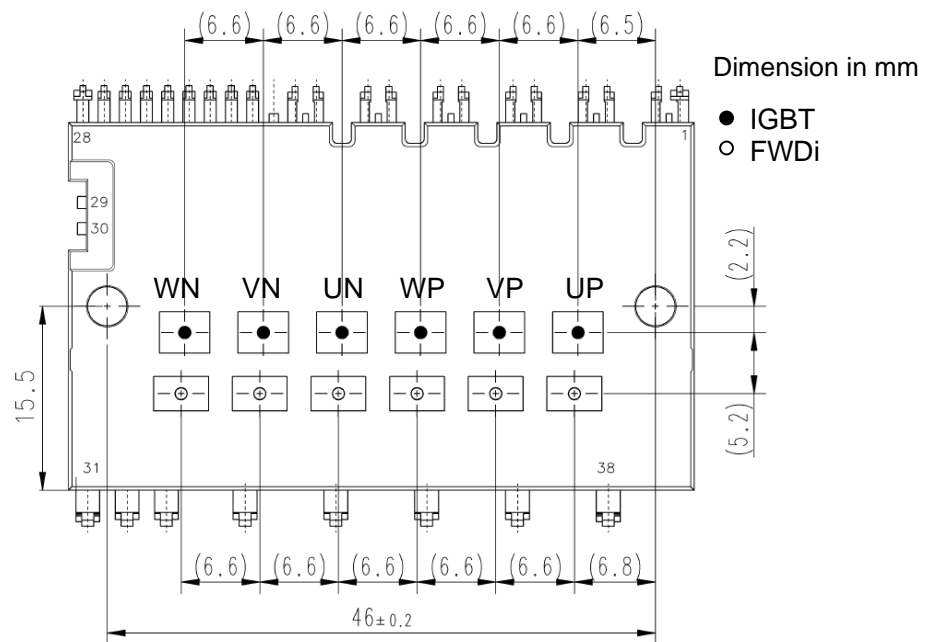 (6.6) (6.6) (6.6) (6.6) (6.6) (6.5)
Dimension in mm
IGBT
FWDi
28
1
29
30
(2.2)
WN VN UN WP VP UP
15.5
(5.2)
31
38
(6.6) (6.6) (6.6) (6.6) (6.6) (6.8)
46±0.2